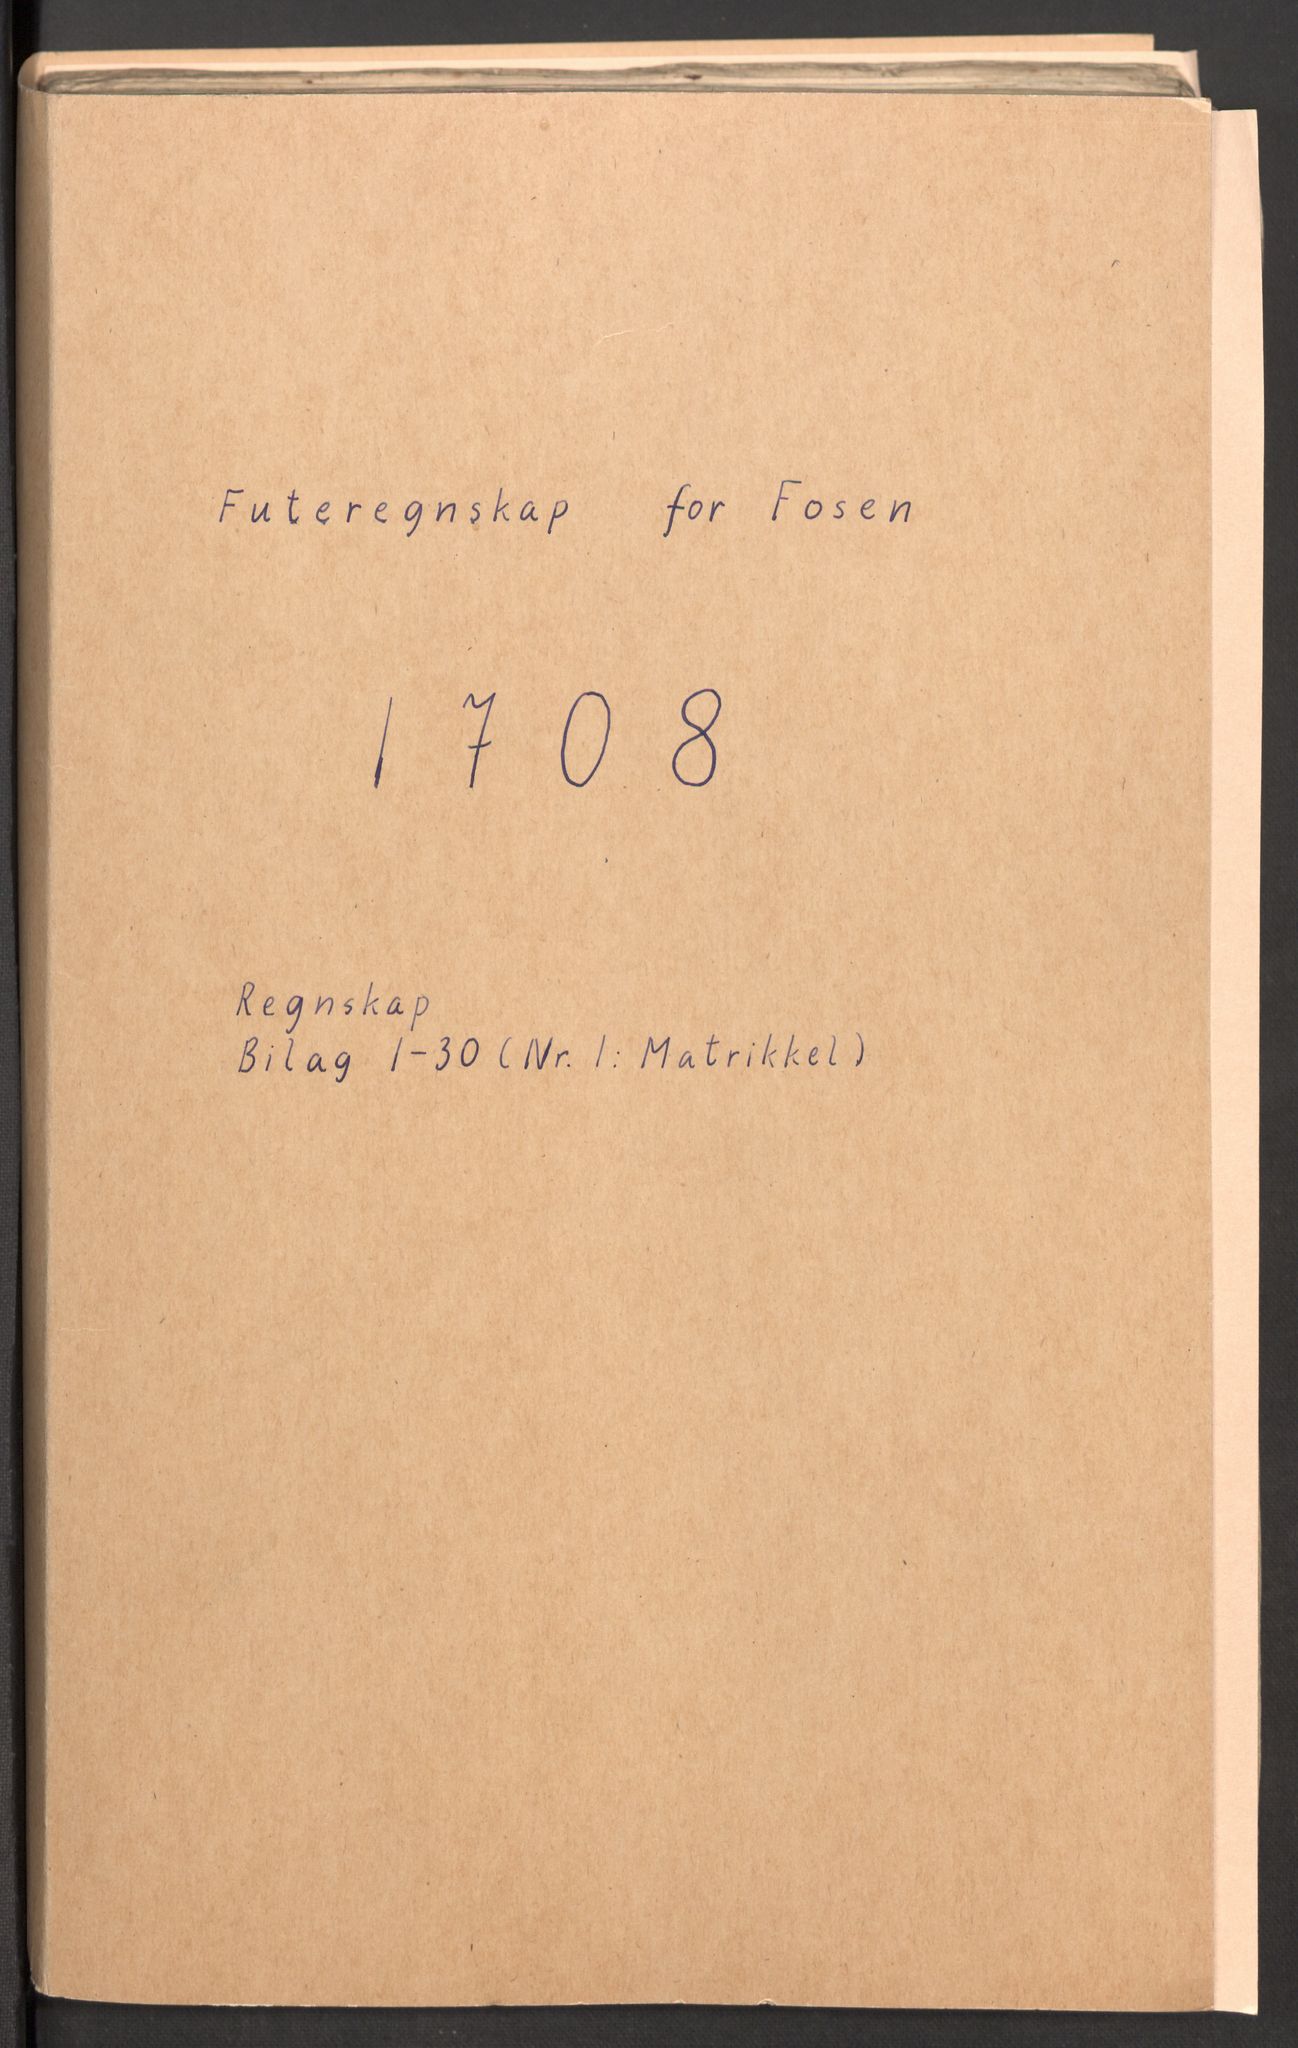 Futeregnskap for Fosen
1708
Regnskap
Bilag 1-30 (Nr. 1: Matrikkel)